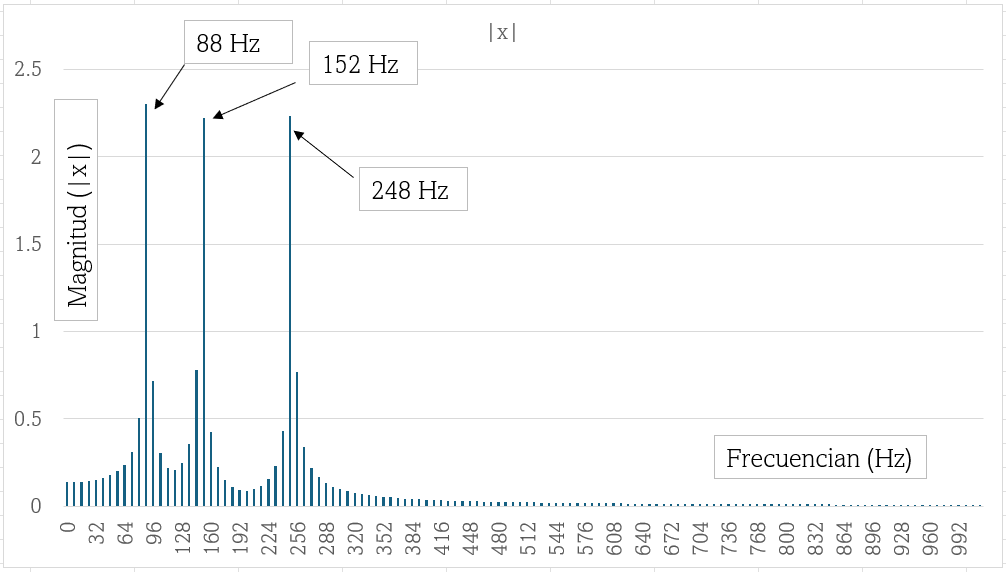 |x|
88 Hz
152 Hz
248 Hz
Magnitud (|x|)
2.5
2
1.5
1
0.5
0
Frecuencian (Hz)
0 32 64 96 128 160 192 224 256 288 320 352 384 416 448 480 512 544 576 608 640 672 704 736 768 800 832 864 896 928 960 992